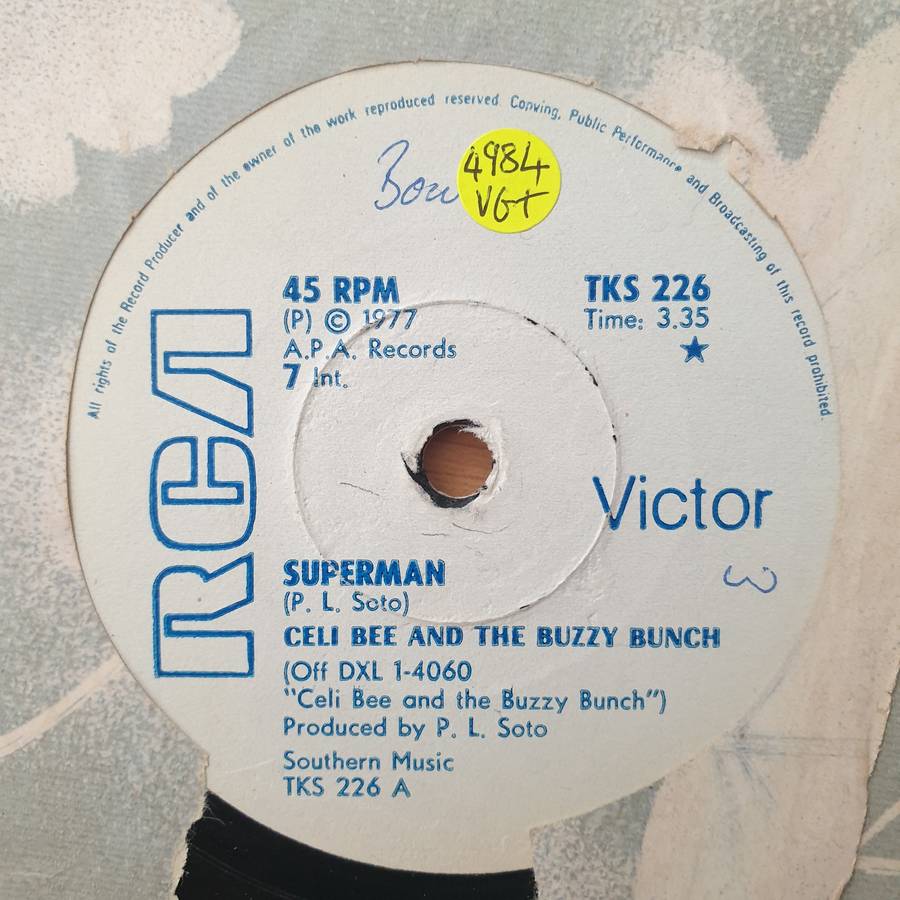 All rights of the Record Producer and of the owner of the work reproduced reserved. Copying, Public Performance and Broadcasting of this record prohibited.
4984
VG+
45 RPM
(P) © 1977
A.P.A. Records
7 Int.
TKS 226
Time: 3.35
★
RCA
Victor
3
SUPERMAN
(P. L. Soto)
CELI BEE AND THE BUZZY BUNCH
(Off DXL 1-4060
"Celi Bee and the Buzzy Bunch")
Produced by P. L. Soto
Southern Music
TKS 226 A